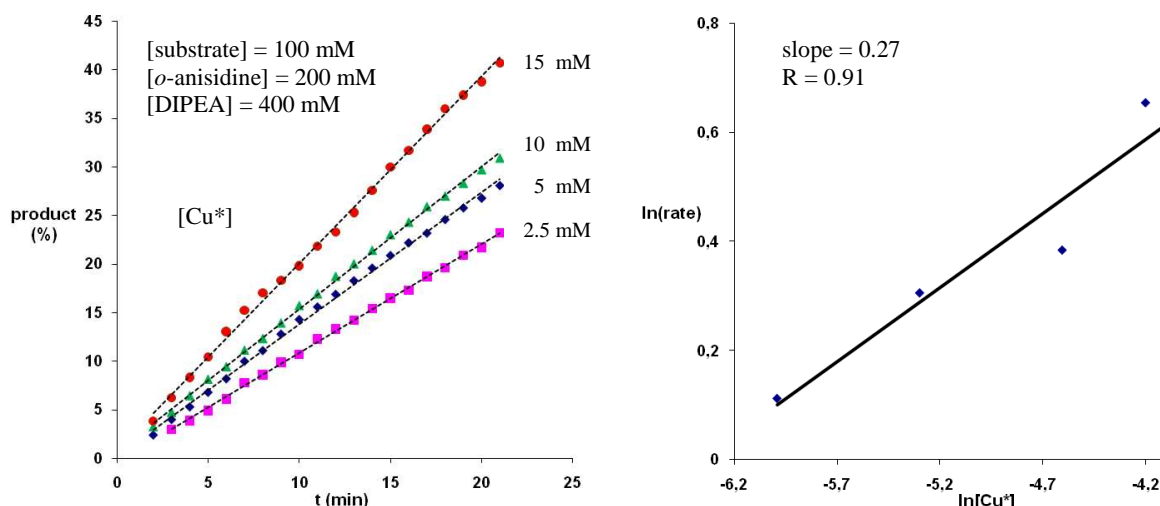 45
40
35
30
25
20
15
10
5
0
product
(%)
[substrate] = 100 mM
[o-anisidine] = 200 mM
[DIPEA] = 400 mM
[Cu*]
15 mM
10 mM
5 mM
2.5 mM
0 5 10 15 20 25
t (min)
0,8
0,6
ln(rate)
0,4
0,2
0
slope = 0.27
R = 0.91
-6,2 -5,7 -5,2 -4,7 -4,2
ln[Cu*]